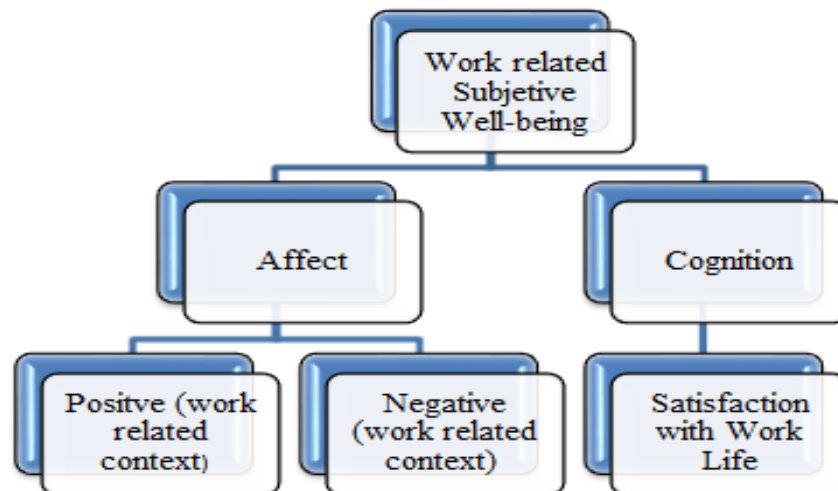 Work related
Subjetive
Well-being
Affect
Cognition
Positve (work
related
context)
Negative
(work related
context)
Satisfaction
with Work
Life